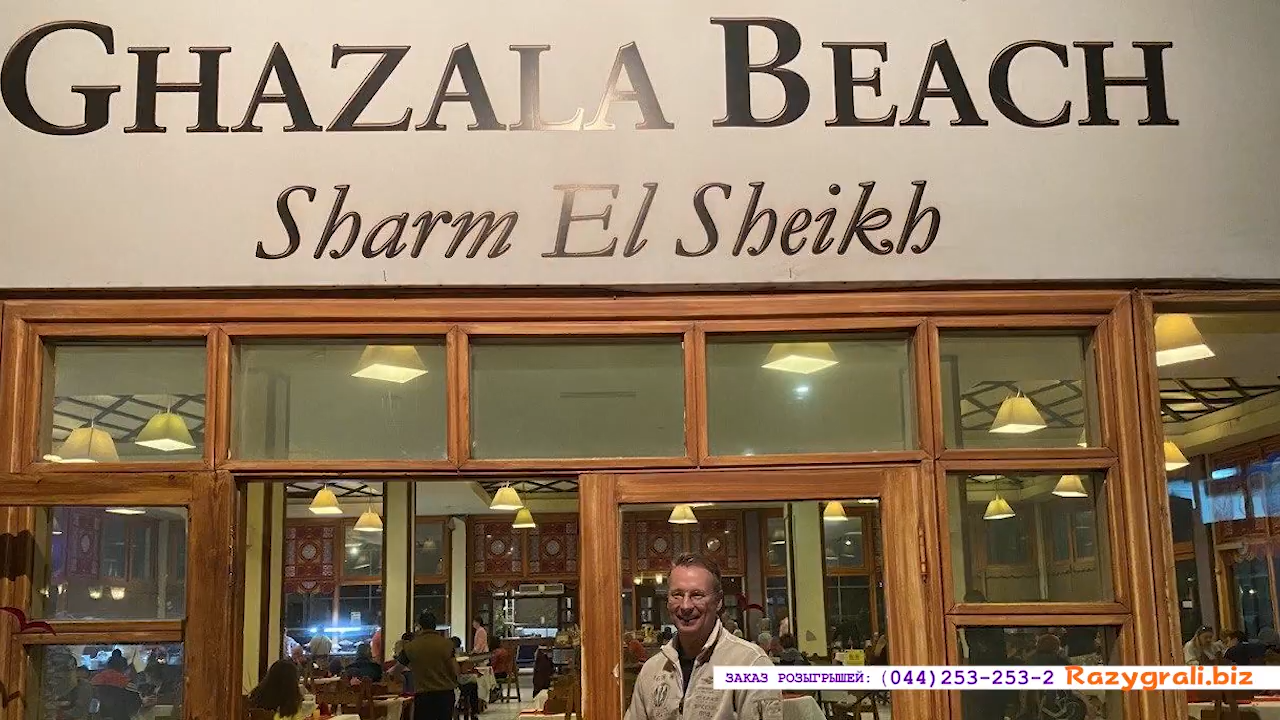 GHAZALA BEACH
Sharm El Sheikh
ЗАКАЗ РОЗЫГРЫШЕЙ: (044)253-253-2 Razygrali.biz